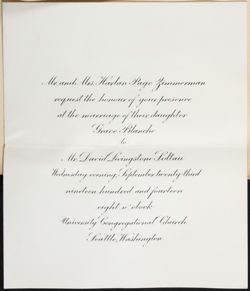 Mr. and Mrs. Harlan Page Zimmerman
request the honour of your presence
at the marriage of their daughter
Grace Blanche
to
Mr. David Livingstone Soltau
Wednesday evening, September twenty-third
nineteen hundred and fourteen
eight o'clock
University Congregational Church
Seattle, Washington